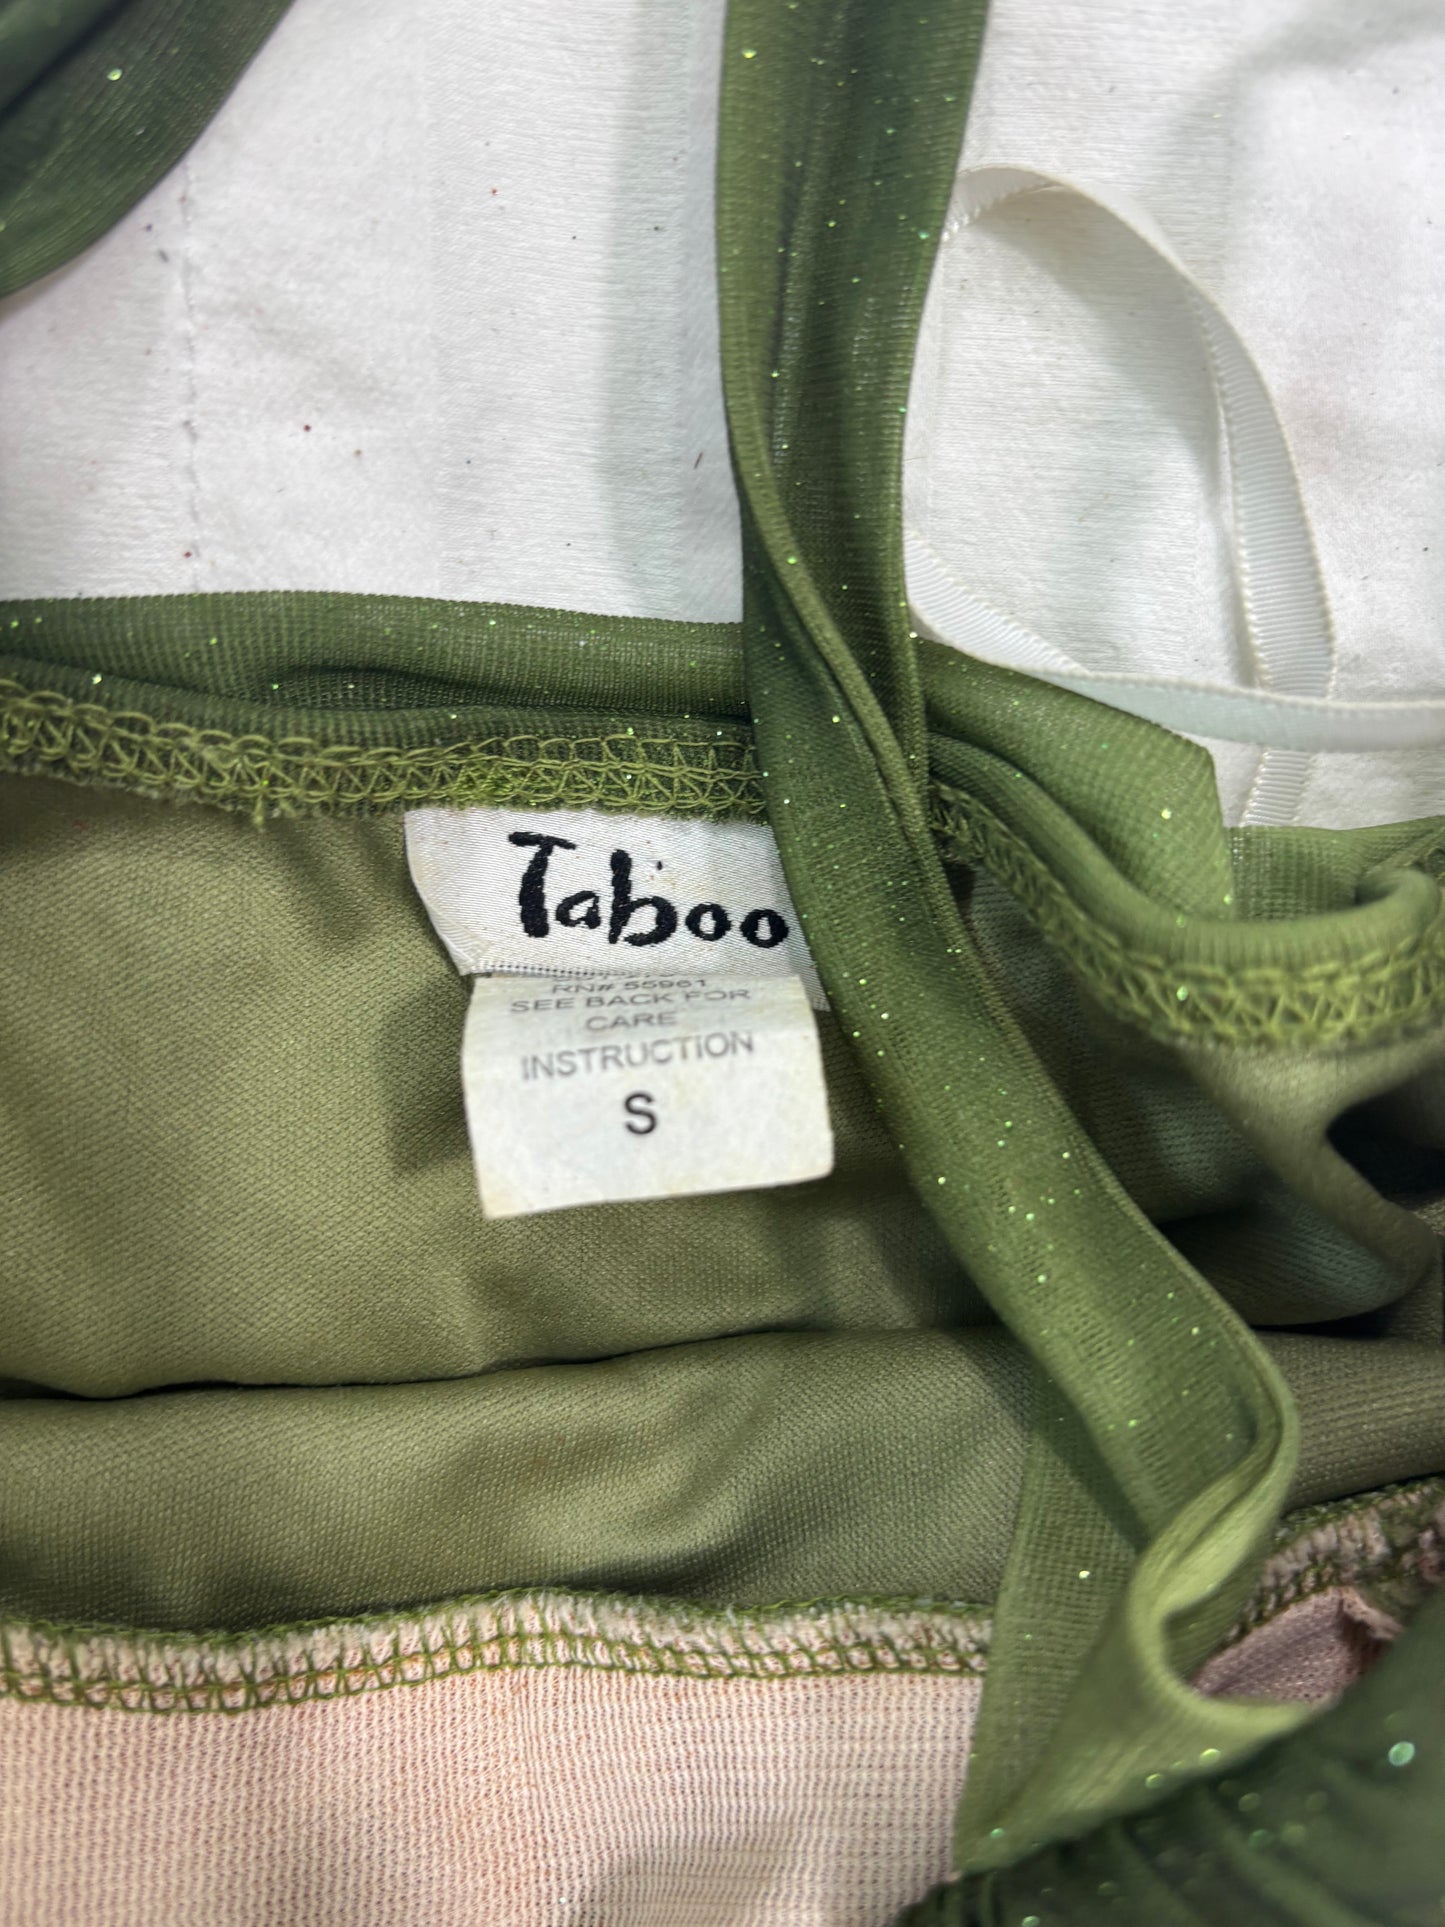 Taboo
RN# 55961
SEE BACK FOR
CARE
INSTRUCTION
S